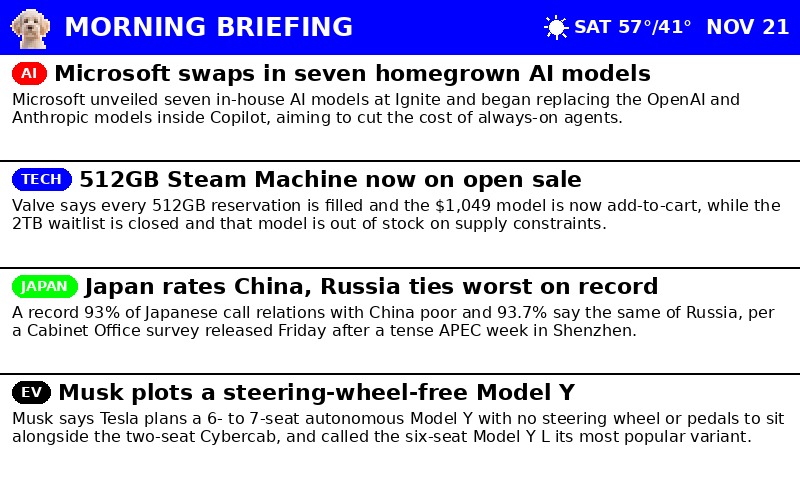 MORNING BRIEFING
SAT 57°/41° NOV 21
AI Microsoft swaps in seven homegrown AI models
Microsoft unveiled seven in-house AI models at Ignite and began replacing the OpenAI and
Anthropic models inside Copilot, aiming to cut the cost of always-on agents.
TECH 512GB Steam Machine now on open sale
Valve says every 512GB reservation is filled and the $1,049 model is now add-to-cart, while the
2TB waitlist is closed and that model is out of stock on supply constraints.
JAPAN Japan rates China, Russia ties worst on record
A record 93% of Japanese call relations with China poor and 93.7% say the same of Russia, per
a Cabinet Office survey released Friday after a tense APEC week in Shenzhen.
EV Musk plots a steering-wheel-free Model Y
Musk says Tesla plans a 6- to 7-seat autonomous Model Y with no steering wheel or pedals to sit
alongside the two-seat Cybercab, and called the six-seat Model Y L its most popular variant.